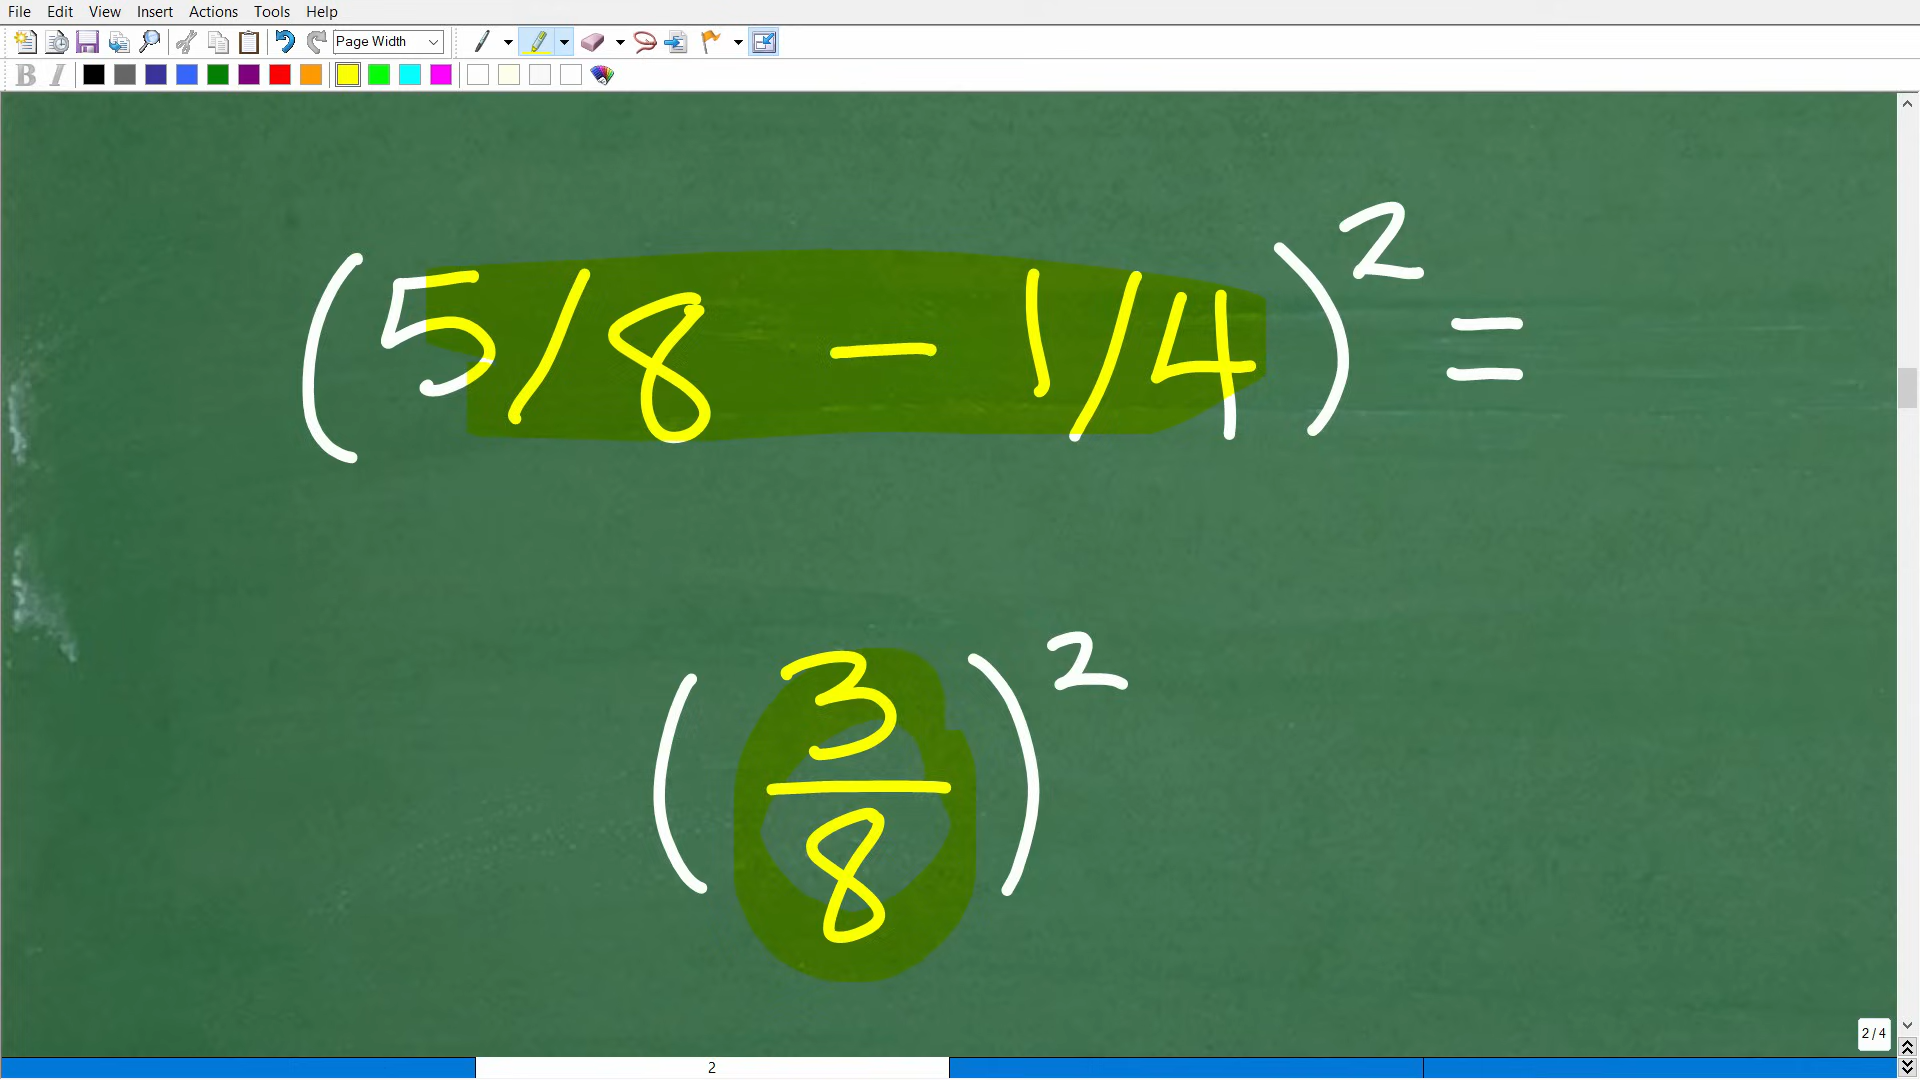 File Edit View Insert Actions Tools Help
Page Width
B I
(5/8 - 1/4)² =
(3/8)²
2/4
2